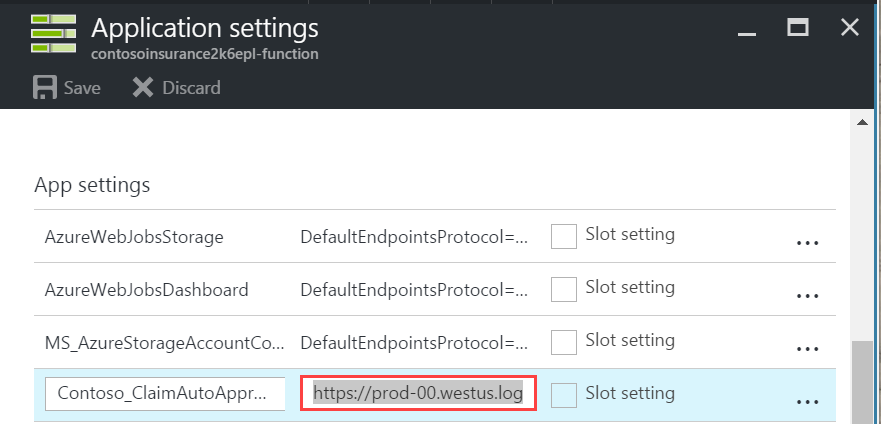 Application settings
contosoinsurance2k6epl-function
Save Discard
App settings
AzureWebJobsStorage DefaultEndpointsProtocol=... Slot setting ...
AzureWebJobsDashboard DefaultEndpointsProtocol=... Slot setting ...
MS_AzureStorageAccountCo... DefaultEndpointsProtocol=... Slot setting ...
Contoso_ClaimAutoAppr... https://prod-00.westus.log Slot setting ...